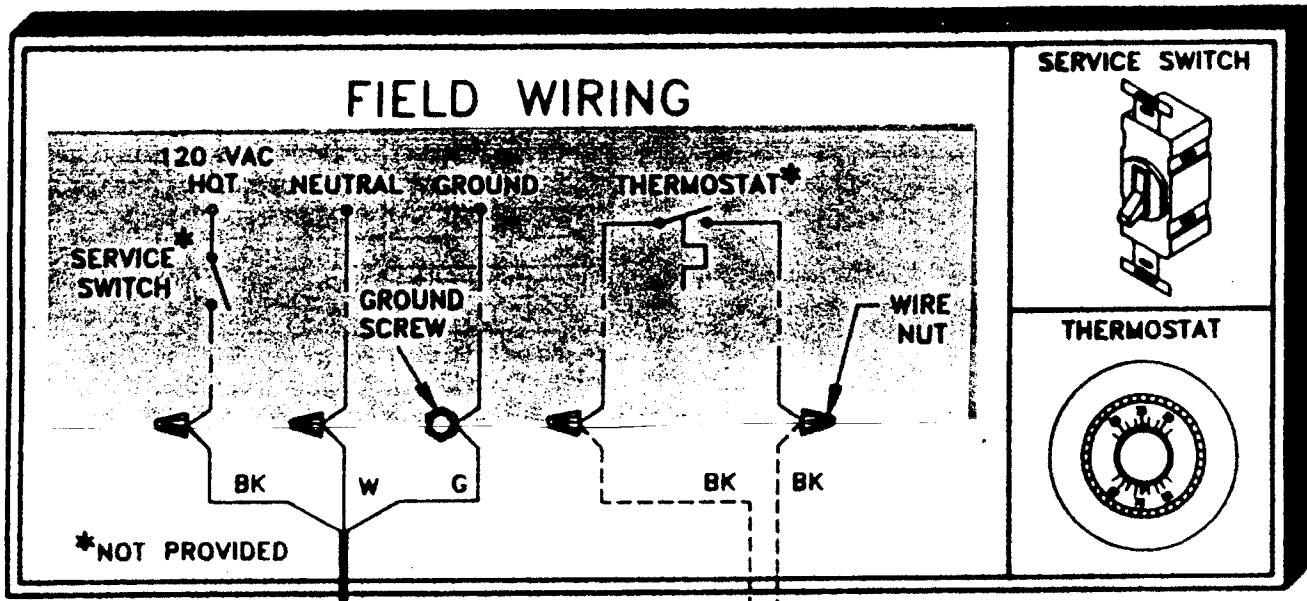 FIELD WIRING
120 VAC
HOT
NEUTRAL
GROUND
THERMOSTAT*
SERVICE*
SWITCH
GROUND
SCREW
WIRE
NUT
BK
W
G
BK
BK
*NOT PROVIDED
SERVICE SWITCH
THERMOSTAT